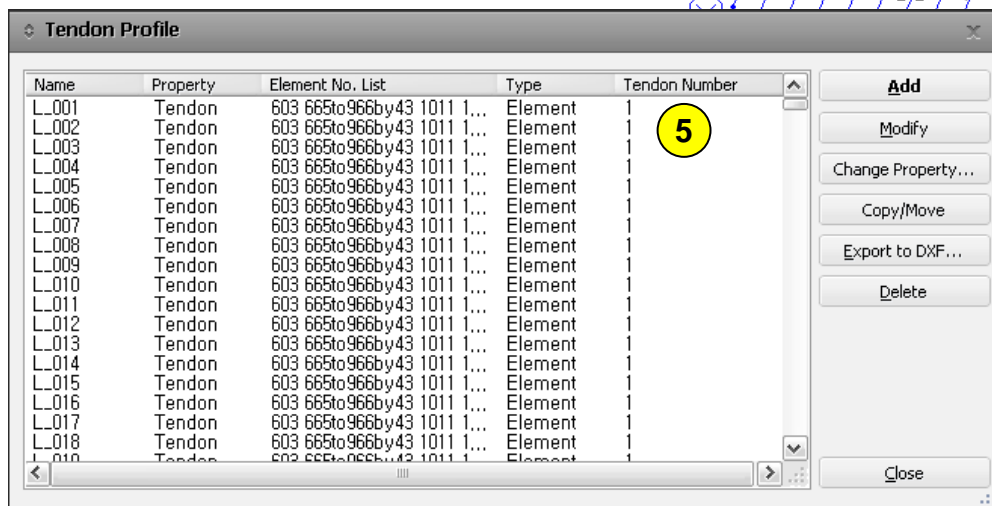 Tendon Profile
Name Property Element No. List Type Tendon Number
L_001 Tendon 603 665to966by43 1011 1... Element 1
L_002 Tendon 603 665to966by43 1011 1... Element 1
L_003 Tendon 603 665to966by43 1011 1... Element 1
L_004 Tendon 603 665to966by43 1011 1... Element 1
L_005 Tendon 603 665to966by43 1011 1... Element 1
L_006 Tendon 603 665to966by43 1011 1... Element 1
L_007 Tendon 603 665to966by43 1011 1... Element 1
L_008 Tendon 603 665to966by43 1011 1... Element 1
L_009 Tendon 603 665to966by43 1011 1... Element 1
L_010 Tendon 603 665to966by43 1011 1... Element 1
L_011 Tendon 603 665to966by43 1011 1... Element 1
L_012 Tendon 603 665to966by43 1011 1... Element 1
L_013 Tendon 603 665to966by43 1011 1... Element 1
L_014 Tendon 603 665to966by43 1011 1... Element 1
L_015 Tendon 603 665to966by43 1011 1... Element 1
L_016 Tendon 603 665to966by43 1011 1... Element 1
L_017 Tendon 603 665to966by43 1011 1... Element 1
L_018 Tendon 603 665to966by43 1011 1... Element 1
L_019 Tendon 603 665to966by43 1011 1... Element 1
5
Add
Modify
Change Property...
Copy/Move
Export to DXF...
Delete
Close